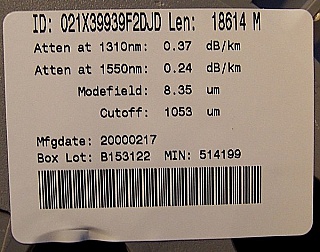 ID: 021X39939F2DJD Len: 18614 M
Atten at 1310nm: 0.37 dB/km
Atten at 1550nm: 0.24 dB/km
Modefield: 8.35 um
Cutoff: 1053 um
Mfgdate: 20000217
Box Lot: B153122 MIN: 514199